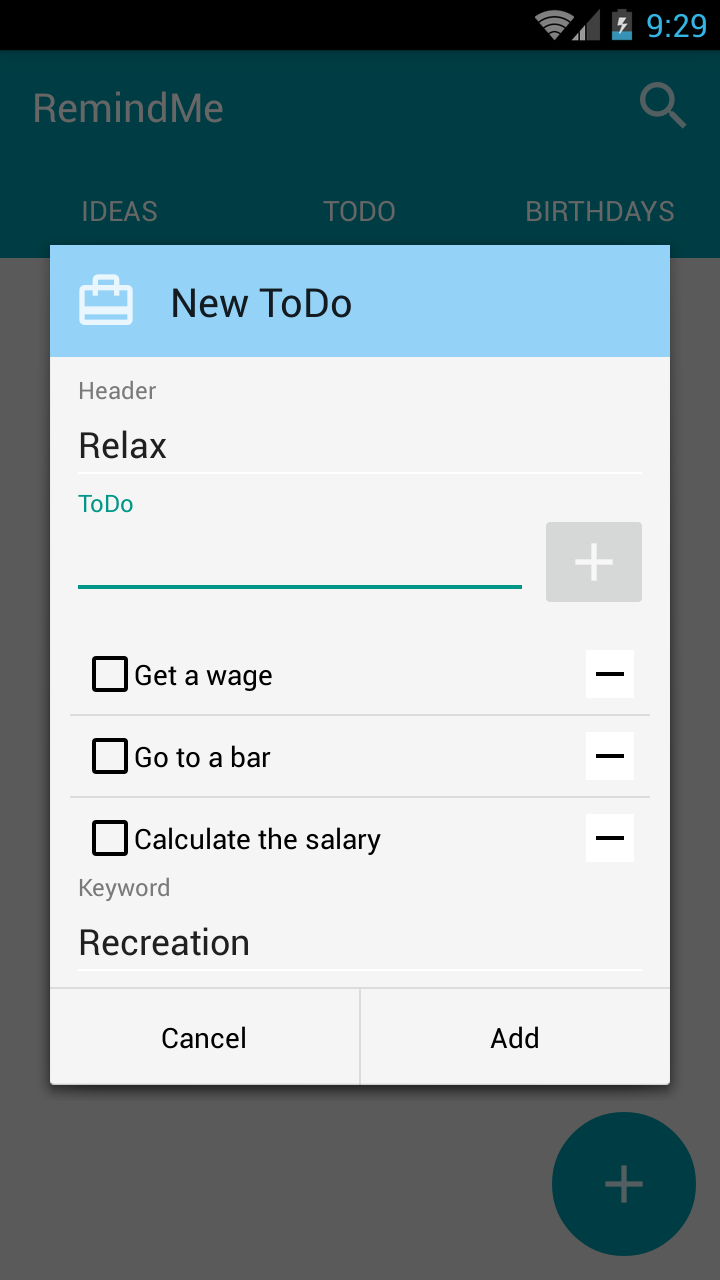 9:29
RemindMe
IDEAS TODO BIRTHDAYS
New ToDo
Header
Relax
ToDo
Get a wage
Go to a bar
Calculate the salary
Keyword
Recreation
Cancel Add